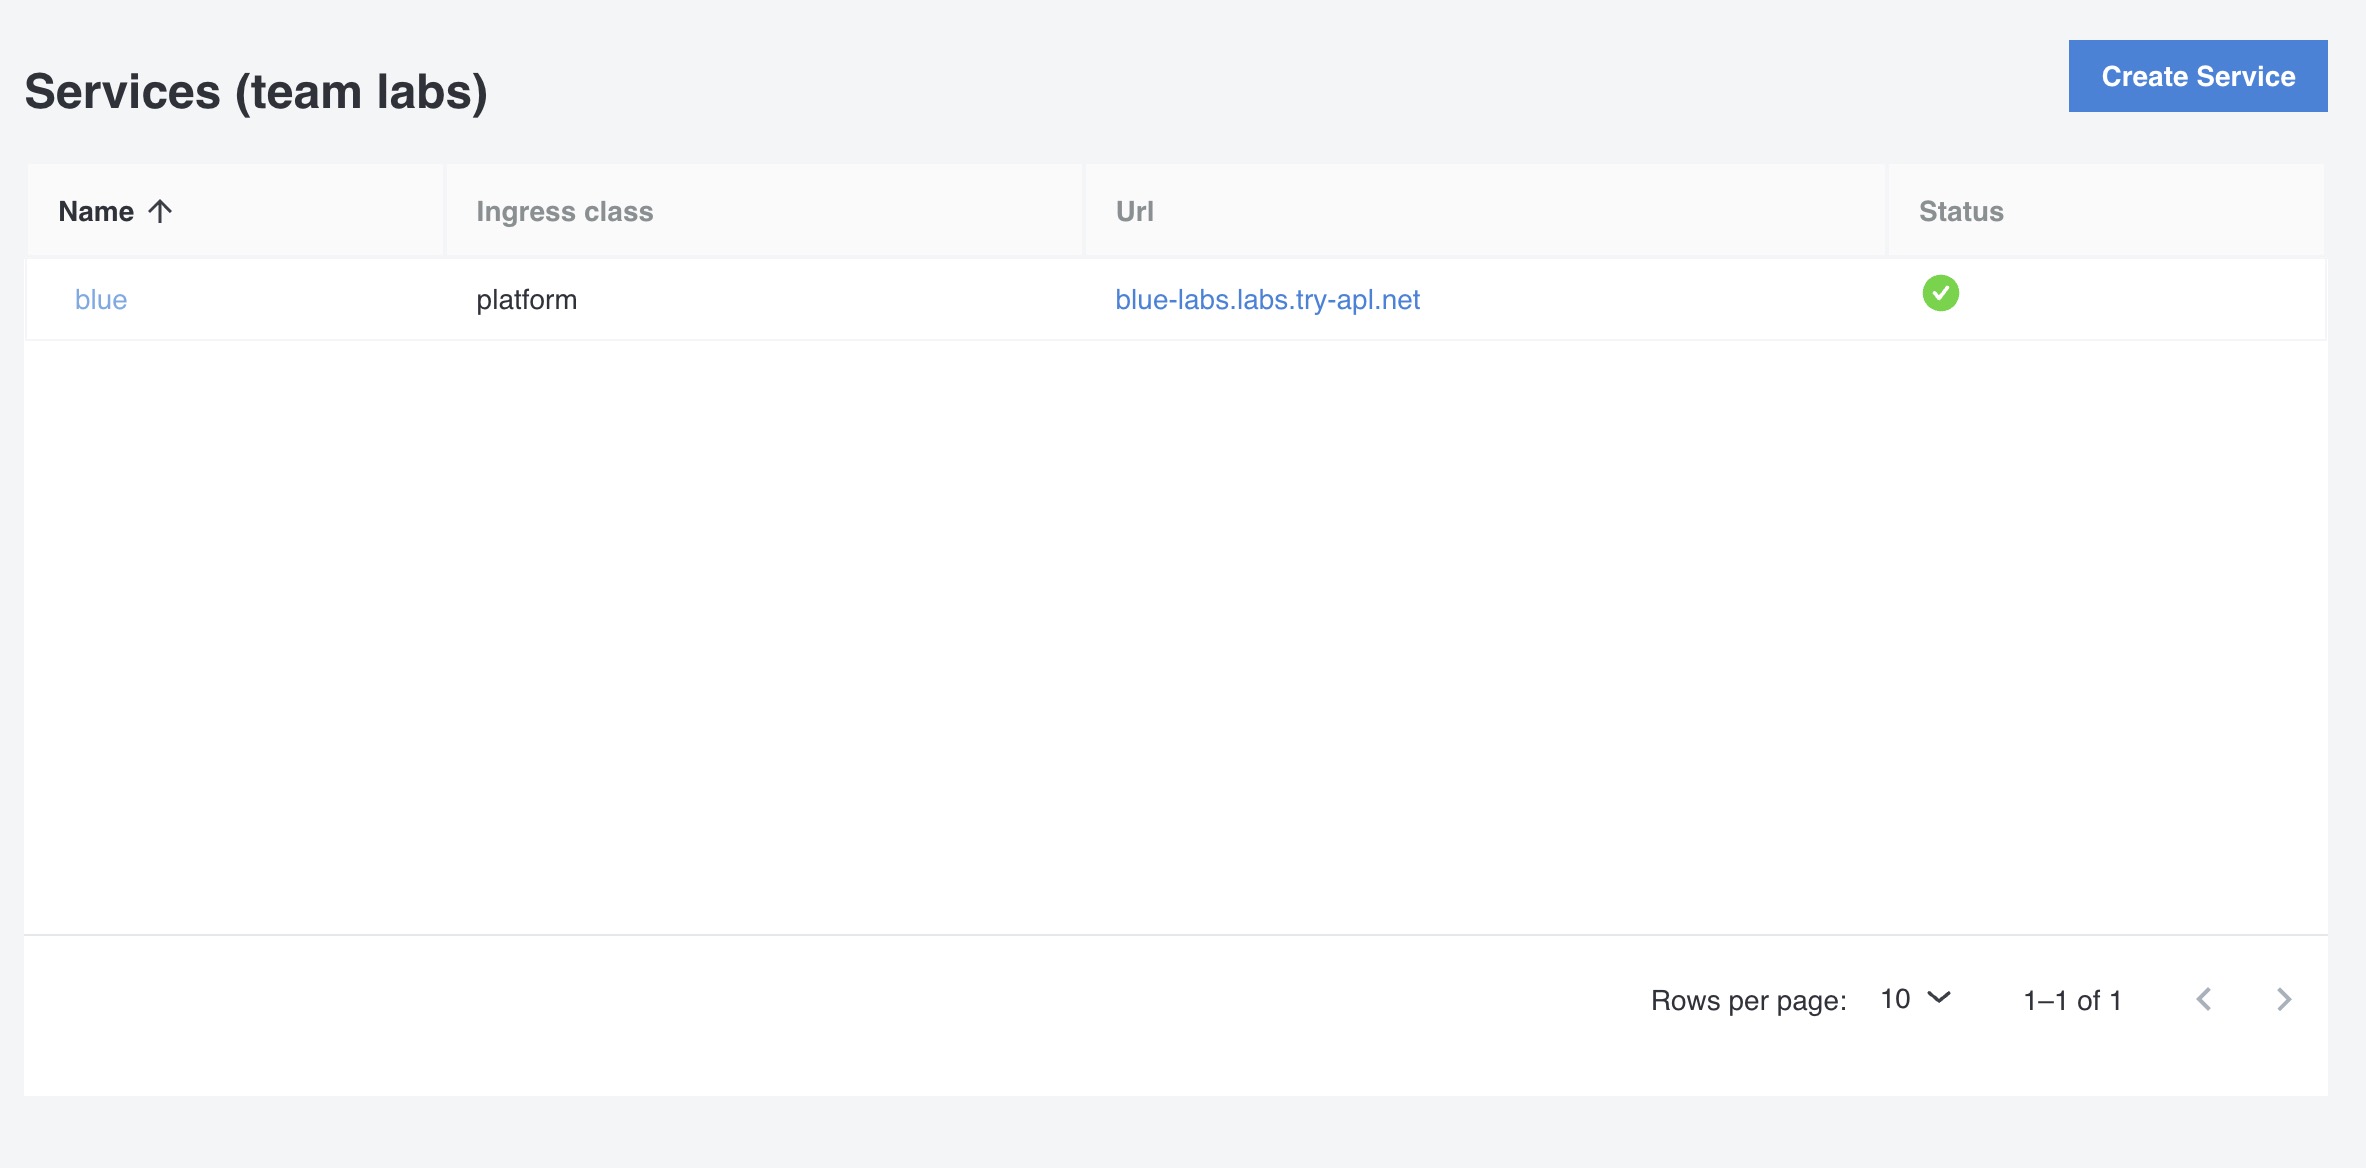 Services (team labs)
Create Service
Name Ingress class Url Status
blue platform blue-labs.labs.try-apl.net
Rows per page: 10 1–1 of 1